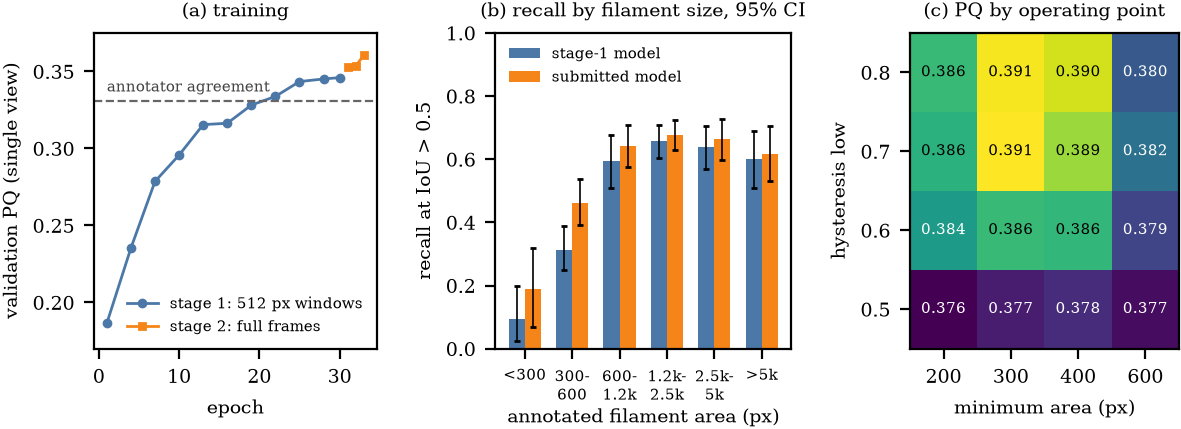 (a) training
validation PQ (single view)
0.35
0.30
0.25
0.20
annotator agreement
stage 1: 512 px windows
stage 2: full frames
0 10 20 30
epoch
(b) recall by filament size, 95% CI
recall at IoU > 0.5
1.0
0.8
0.6
0.4
0.2
0.0
stage-1 model
submitted model
<300 300- 600- 1.2k- 2.5k- >5k
600 1.2k 2.5k 5k
annotated filament area (px)
(c) PQ by operating point
hysteresis low
0.8 0.386 0.391 0.390 0.380
0.7 0.386 0.391 0.389 0.382
0.6 0.384 0.386 0.386 0.379
0.5 0.376 0.377 0.378 0.377
200 300 400 600
minimum area (px)